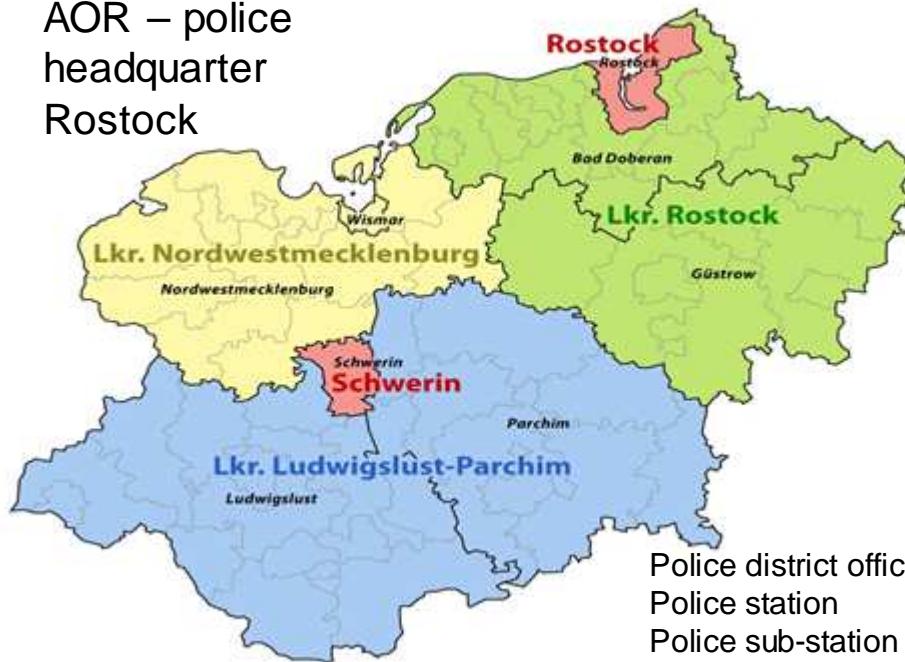 AOR – police
headquarter
Rostock
Rostock
Rostock
Bad Doberan
Wismar
Lkr. Rostock
Lkr. Nordwestmecklenburg
Güstrow
Nordwestmecklenburg
Schwerin
Schwerin
Parchim
Lkr. Ludwigslust-Parchim
Ludwigslust
Police district offic
Police station
Police sub-station